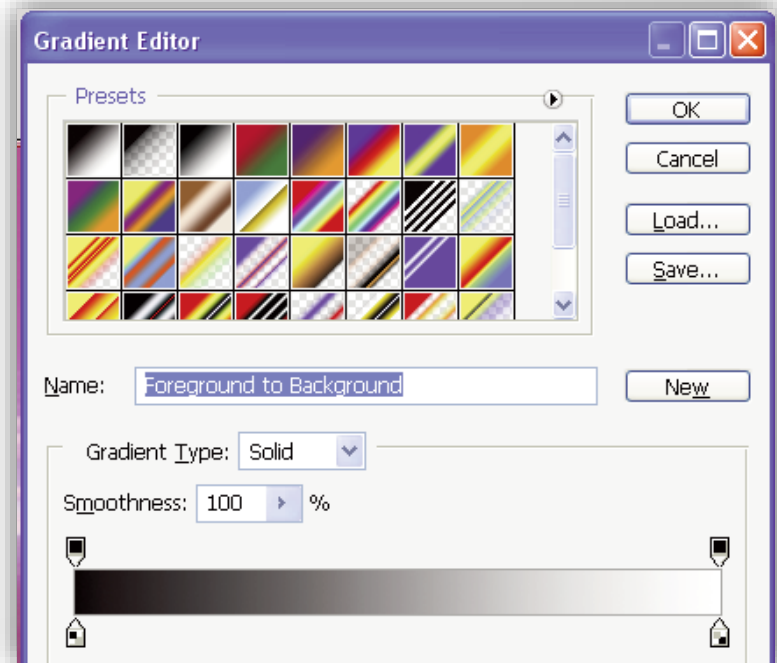 Gradient Editor
Presets
OK
Cancel
Load...
Save...
Name: Foreground to Background
New
Gradient Type: Solid
Smoothness: 100 %